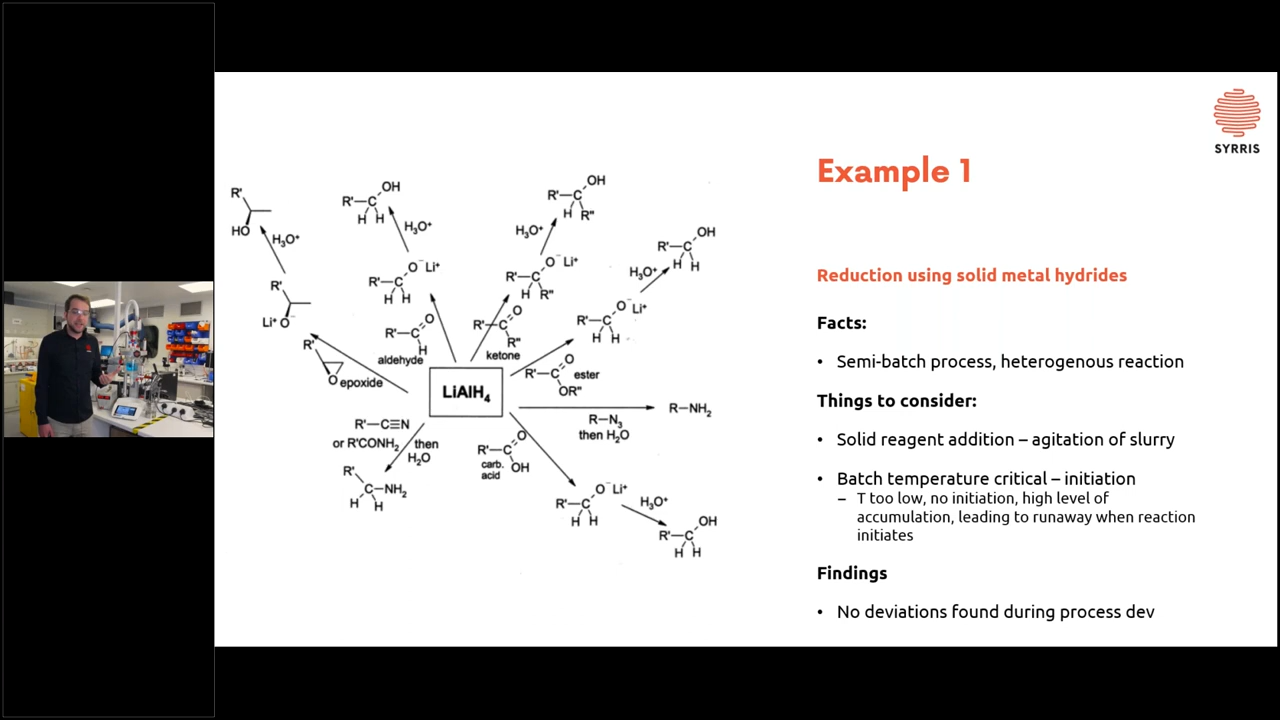 SYRRIS
Example 1
Reduction using solid metal hydrides
Facts:
• Semi-batch process, heterogenous reaction
Things to consider:
• Solid reagent addition – agitation of slurry
• Batch temperature critical – initiation
– T too low, no initiation, high level of
accumulation, leading to runaway when reaction
initiates
Findings
• No deviations found during process dev
R' HO
H₃O⁺
R'
Li⁺ O⁻
R'
O epoxide
R'—C OH
H H
H₃O⁺
R'—C O⁻ Li⁺
H H
R'—C O
H
aldehyde
R'—C OH
H R"
H₃O⁺
R'—C O⁻ Li⁺
H R"
R'—C O
R"
ketone
R'—C OH
H H
H₃O⁺
R'—C O⁻ Li⁺
H H
R'—C O
OR"
ester
LiAlH₄
R—N₃
then H₂O
R—NH₂
R'—C≡N
or R'CONH₂ then
H₂O
R'
C—NH₂
H H
C O
R'— OH
carb.
acid
R'—C O⁻ Li⁺
H H
H₃O⁺
R'—C OH
H H